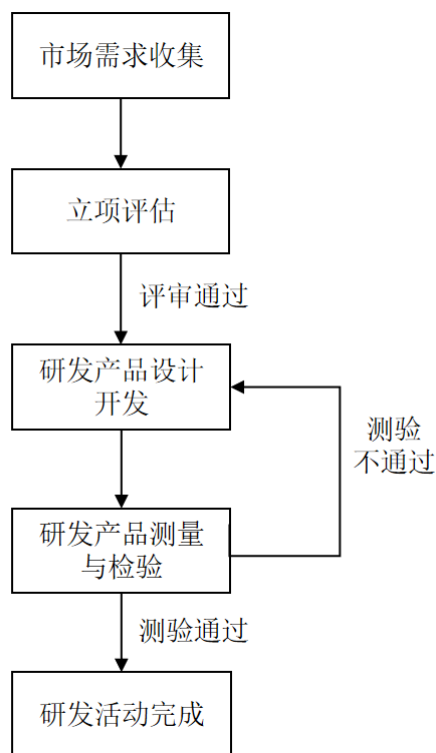 市场需求收集
立项评估
评审通过
研发产品设计
开发
测验
不通过
研发产品测量
与检验
测验通过
研发活动完成